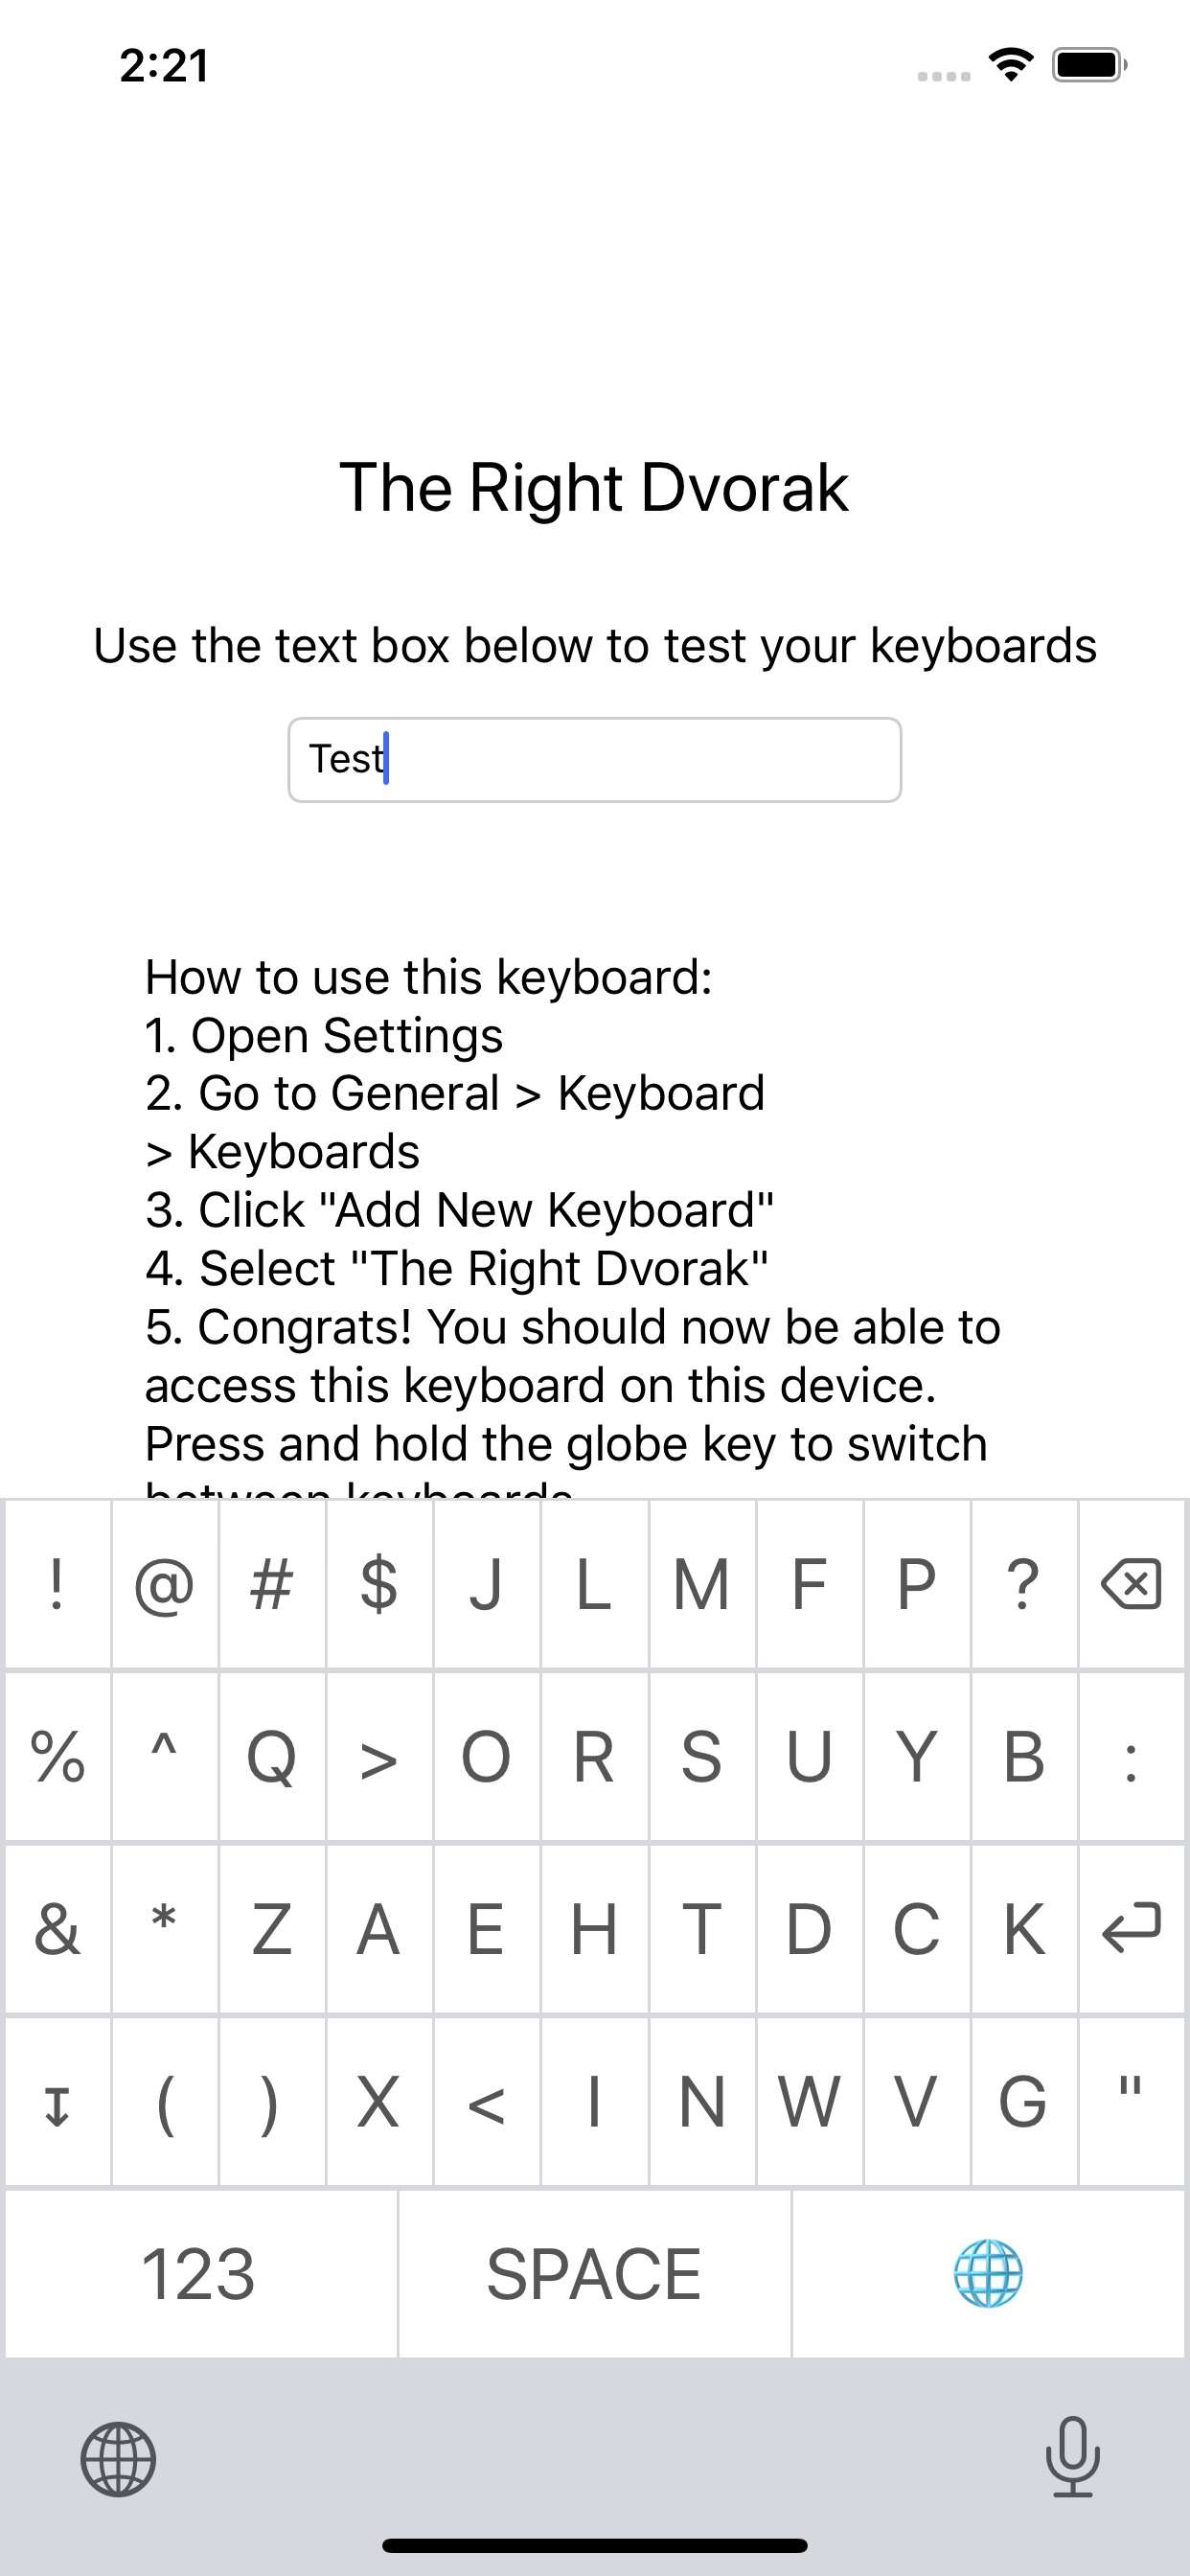 2:21
The Right Dvorak
Use the text box below to test your keyboards
Test
How to use this keyboard:
1. Open Settings
2. Go to General > Keyboard
> Keyboards
3. Click "Add New Keyboard"
4. Select "The Right Dvorak"
5. Congrats! You should now be able to
access this keyboard on this device.
Press and hold the globe key to switch
between keyboards
! @ # $ J L M F P ?
% ^ Q > O R S U Y B :
& * Z A E H T D C K
↧ ( ) X < I N W V G "
123 SPACE